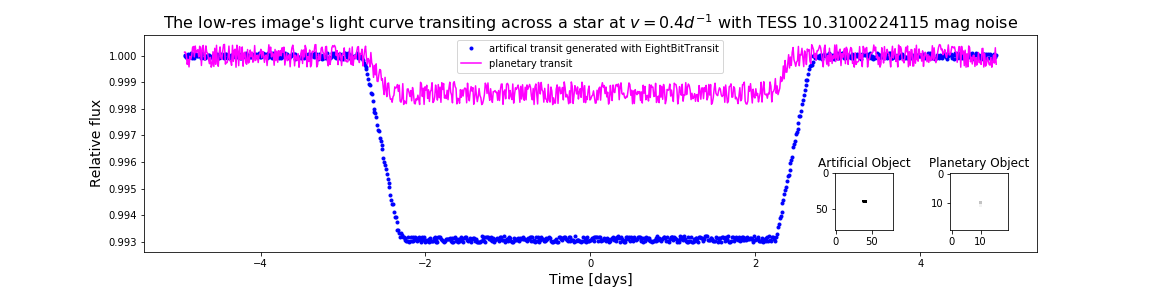 The low-res image's light curve transiting across a star at v = 0.4d⁻¹ with TESS 10.3100224115 mag noise
artifical transit generated with EightBitTransit
planetary transit
Relative flux
1.000
0.999
0.998
0.997
0.996
0.995
0.994
0.993
Artificial Object
0
50
0 50
Planetary Object
0
10
0 10
−4 −2 0 2 4
Time [days]